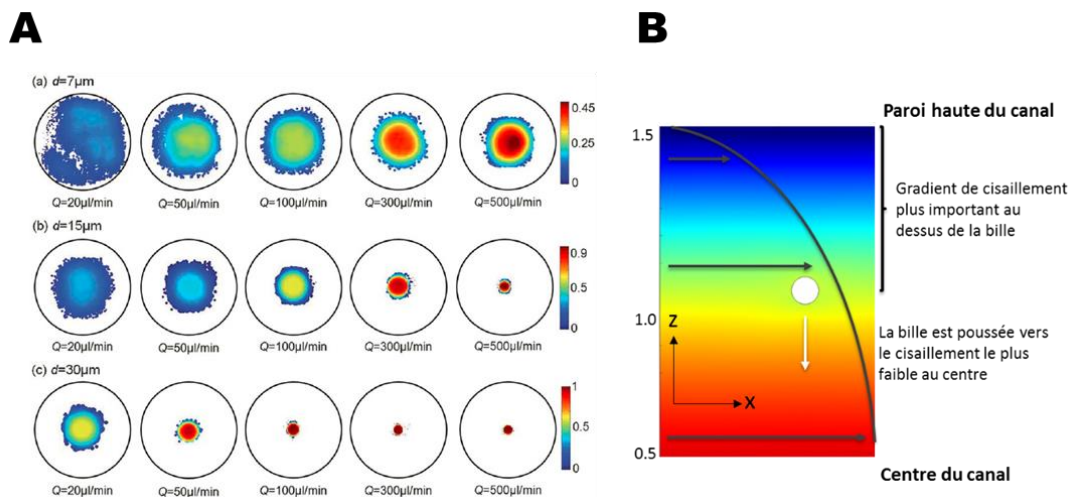 A
(a) d=7µm
0.45
0.25
0
Q=20µl/min
Q=50µl/min
Q=100µl/min
Q=300µl/min
Q=500µl/min
(b) d=15µm
0.9
0.5
0
Q=20µl/min
Q=50µl/min
Q=100µl/min
Q=300µl/min
Q=500µl/min
(c) d=30µm
1
0.5
0
Q=20µl/min
Q=50µl/min
Q=100µl/min
Q=300µl/min
Q=500µl/min
B
Paroi haute du canal
1.5
Gradient de cisaillement
plus important au
dessus de la bille
1.0
Z
X
La bille est poussée vers
le cisaillement le plus
faible au centre
0.5
Centre du canal